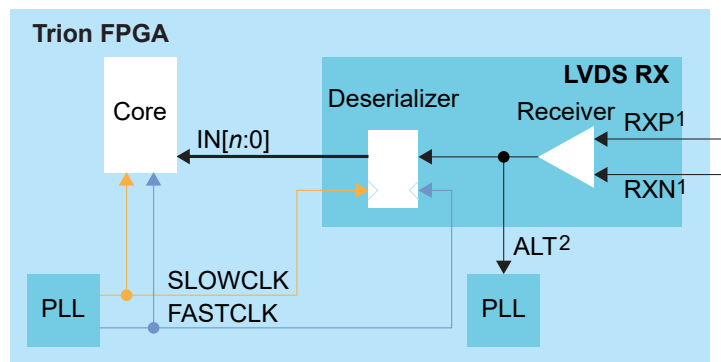 Trion FPGA
LVDS RX
Deserializer
Core
Receiver
RXP1
IN[n:0]
RXN1
ALT2
SLOWCLK
PLL
PLL
FASTCLK